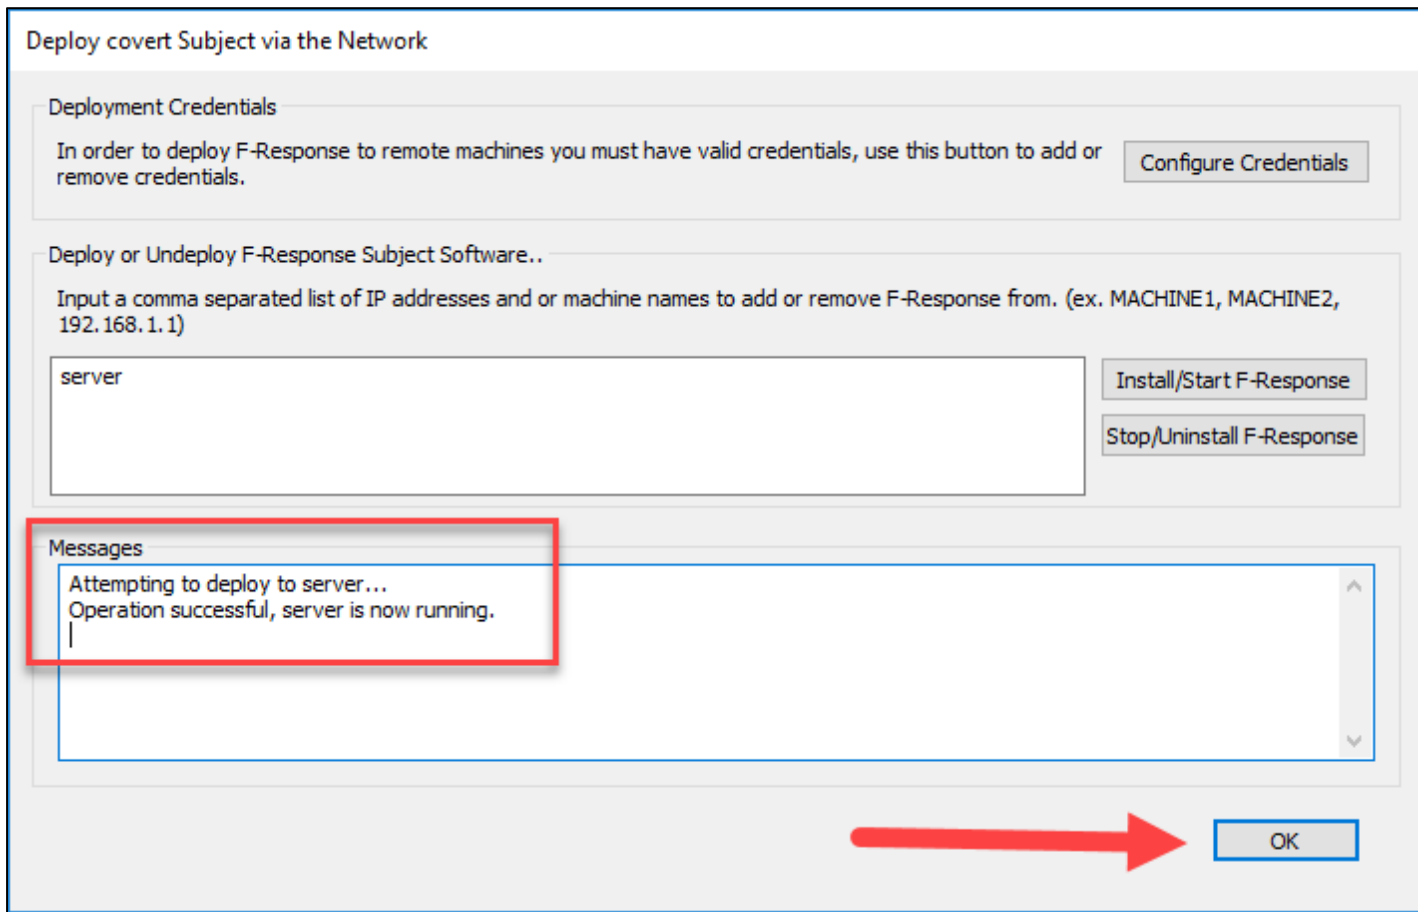 Deploy covert Subject via the Network
Deployment Credentials
In order to deploy F-Response to remote machines you must have valid credentials, use this button to add or
remove credentials.
Configure Credentials
Deploy or Undeploy F-Response Subject Software..
Input a comma separated list of IP addresses and or machine names to add or remove F-Response from. (ex. MACHINE1, MACHINE2,
192.168.1.1)
server
Install/Start F-Response
Stop/Uninstall F-Response
Messages
Attempting to deploy to server...
Operation successful, server is now running.
OK